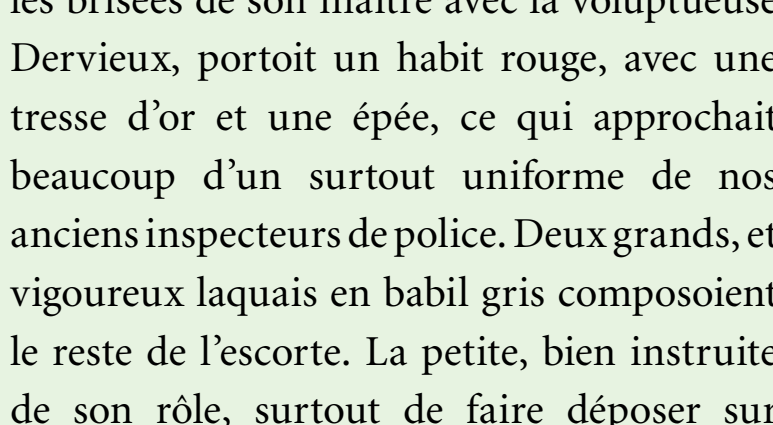 les brisées de son maître avec la voluptueuse
Dervieux, portoit un habit rouge, avec une
tresse d’or et une épée, ce qui approchait
beaucoup d’un surtout uniforme de nos
anciens inspecteurs de police. Deux grands, et
vigoureux laquais en babil gris composoient
le reste de l’escorte. La petite, bien instruite
de son rôle, surtout de faire déposer sur